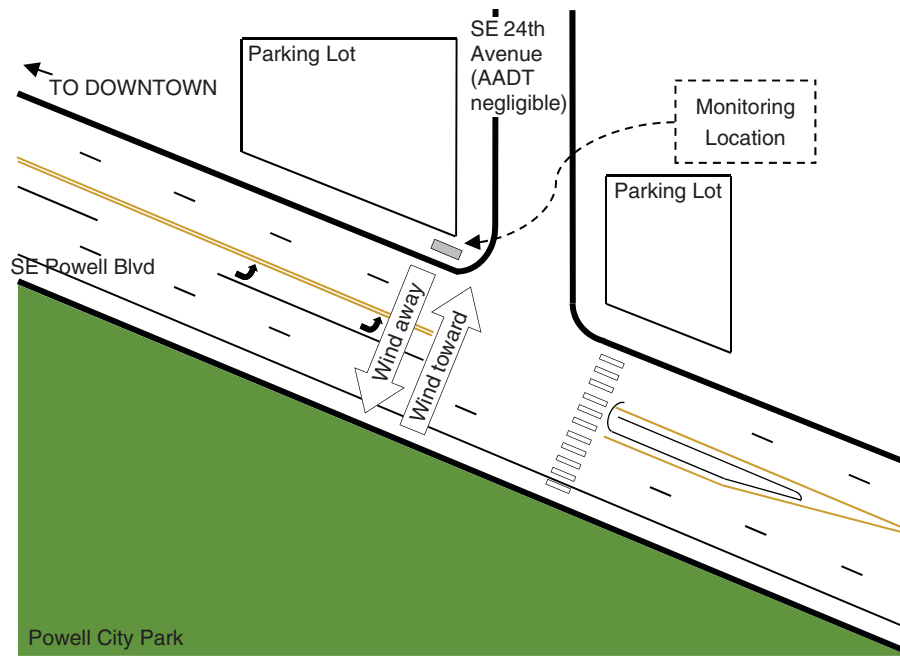 SE 24th
Avenue
(AADT
negligible)
Parking Lot
TO DOWNTOWN
Monitoring
Location
Parking Lot
SE Powell Blvd
Wind away
Wind toward
Powell City Park